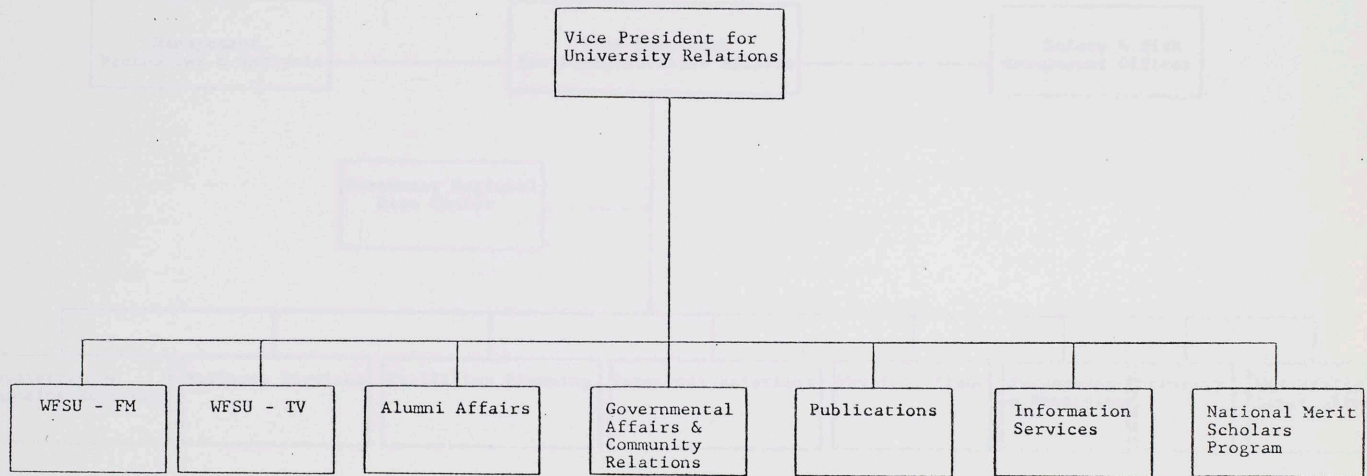 Vice President for
University Relations
WFSU - FM
WFSU - TV
Alumni Affairs
Governmental
Affairs &
Community
Relations
Publications
Information
Services
National Merit
Scholars
Program